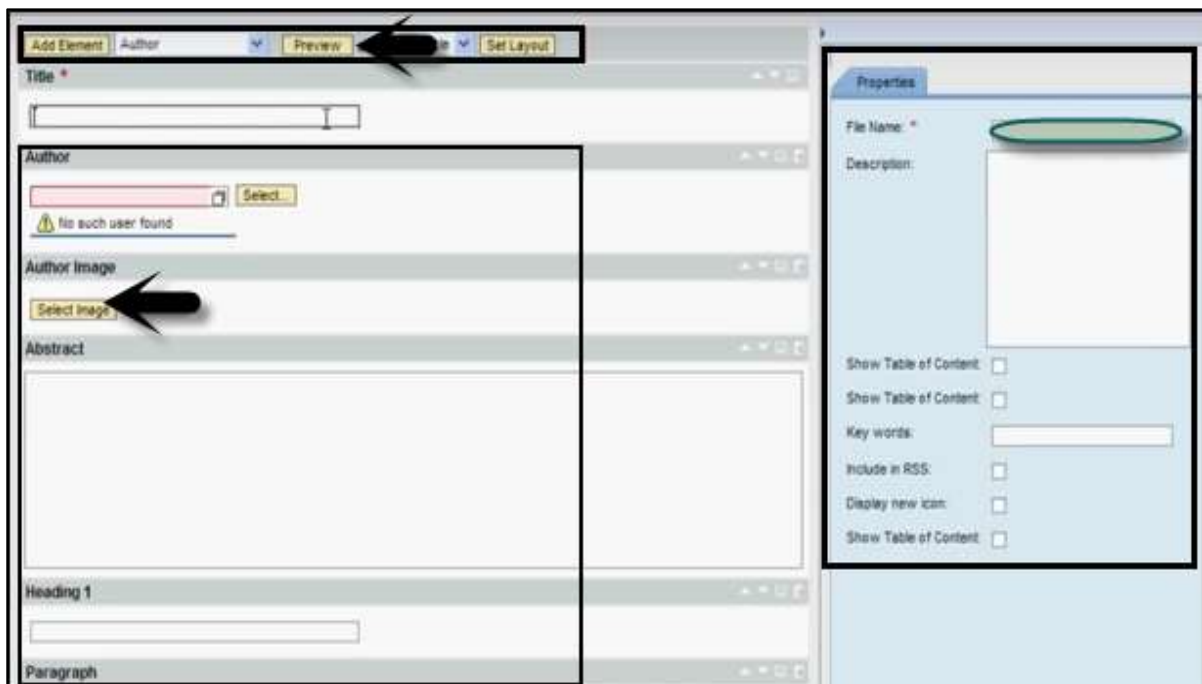 Add Element Author Preview Set Layout
Title *
Author
Select...
No such user found
Author Image
Select Image
Abstract
Heading 1
Paragraph
Properties
File Name: *
Description:
Show Table of Content:
Show Table of Content:
Key words:
Include in RSS:
Display new icon:
Show Table of Content: